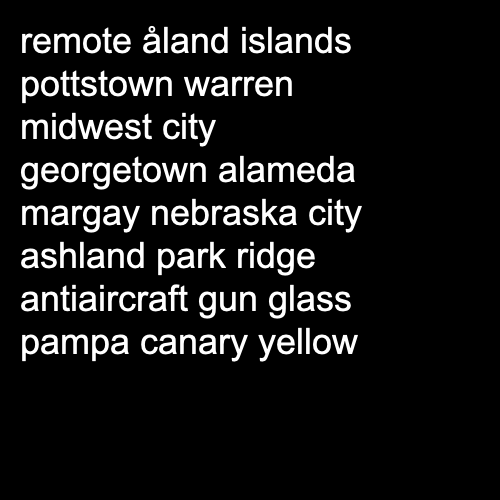 remote åland islands
pottstown warren
midwest city
georgetown alameda
margay nebraska city
ashland park ridge
antiaircraft gun glass
pampa canary yellow